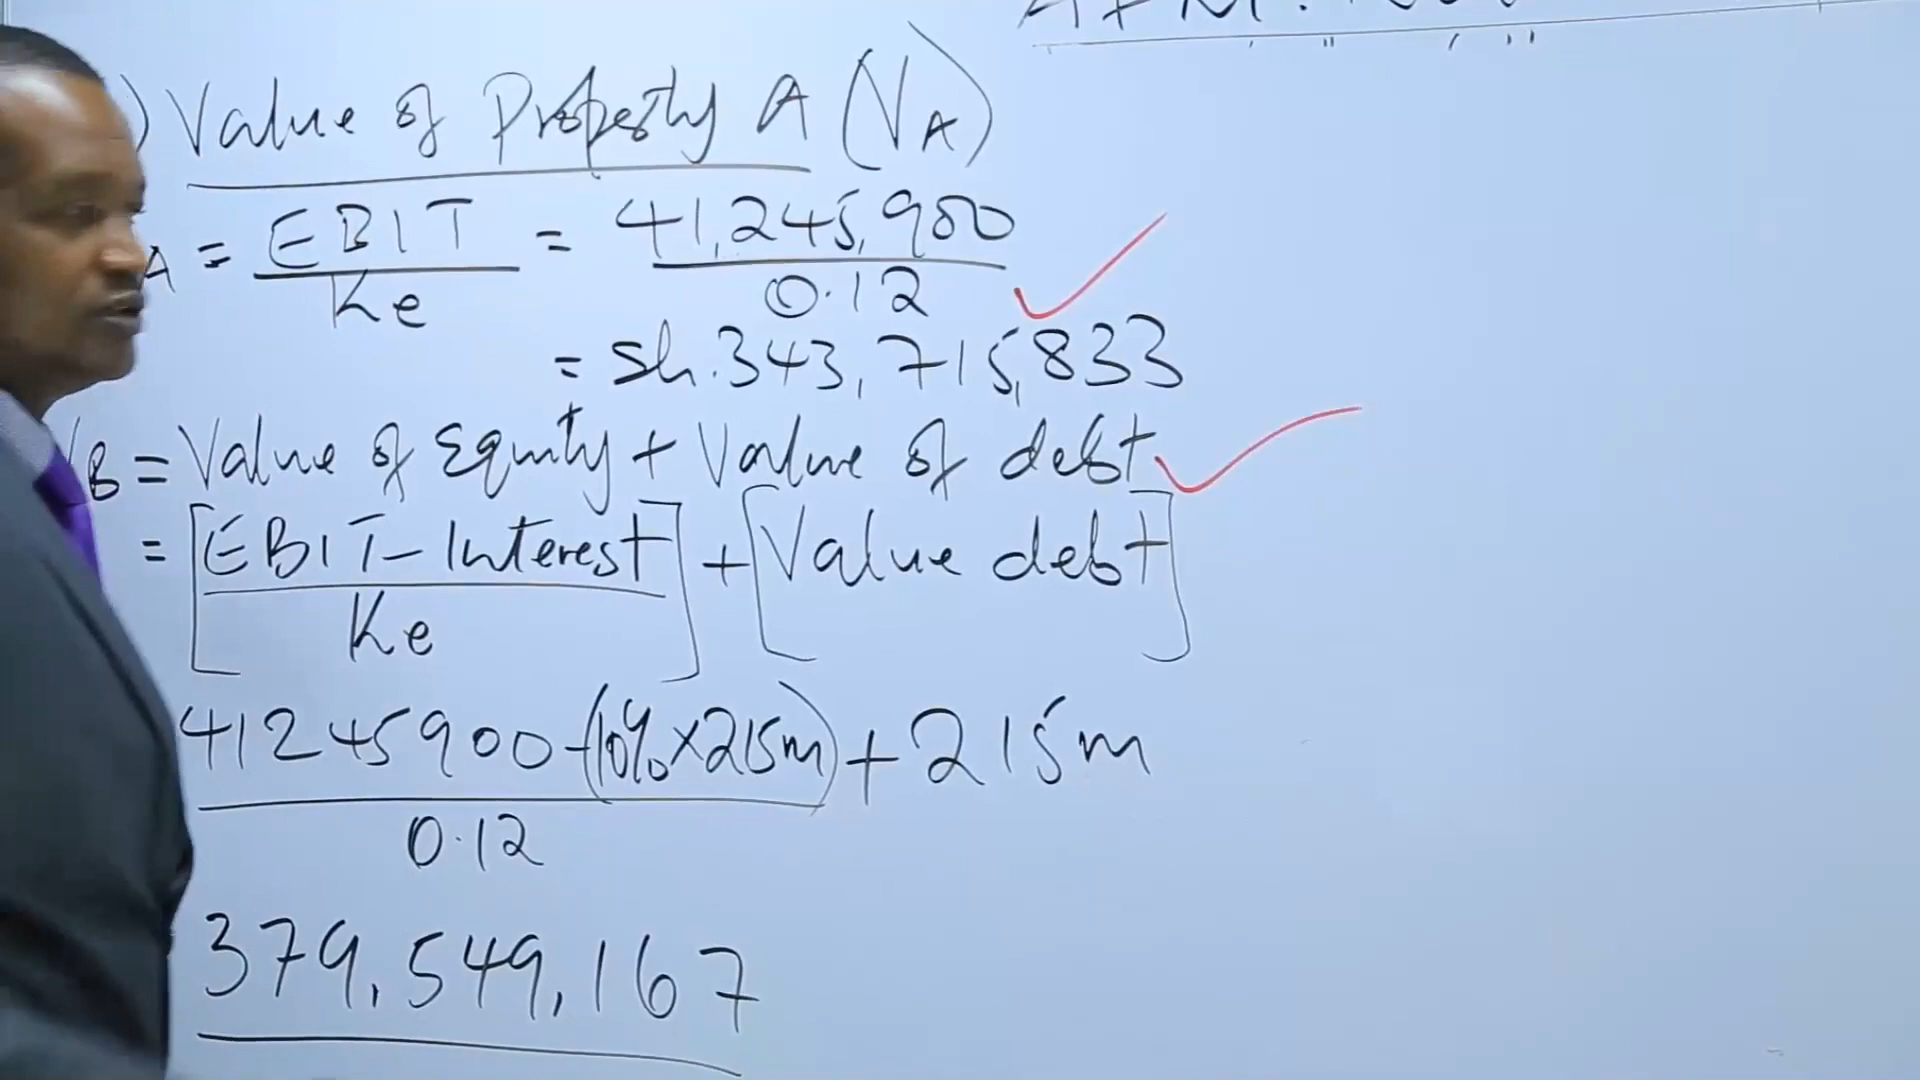 ) Value of Property A (VA)
A = EBIT / Ke = 41,245,900 / 0.12
= Sh.343,715,833
VB = Value of Equity + Value of debt
= [EBIT - Interest / Ke] + [Value debt]
41245900 - (10% × 215m) / 0.12 + 215m
379,549,167